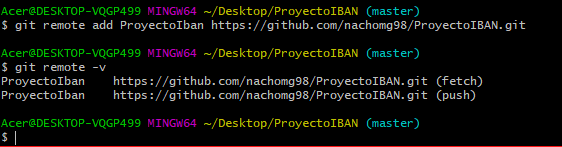 Acer@DESKTOP-VQGP499 MINGW64 ~/Desktop/ProyectoIBAN (master)
$ git remote add ProyectoIban https://github.com/nachomg98/ProyectoIBAN.git
Acer@DESKTOP-VQGP499 MINGW64 ~/Desktop/ProyectoIBAN (master)
$ git remote -v
ProyectoIban    https://github.com/nachomg98/ProyectoIBAN.git (fetch)
ProyectoIban    https://github.com/nachomg98/ProyectoIBAN.git (push)
Acer@DESKTOP-VQGP499 MINGW64 ~/Desktop/ProyectoIBAN (master)
$